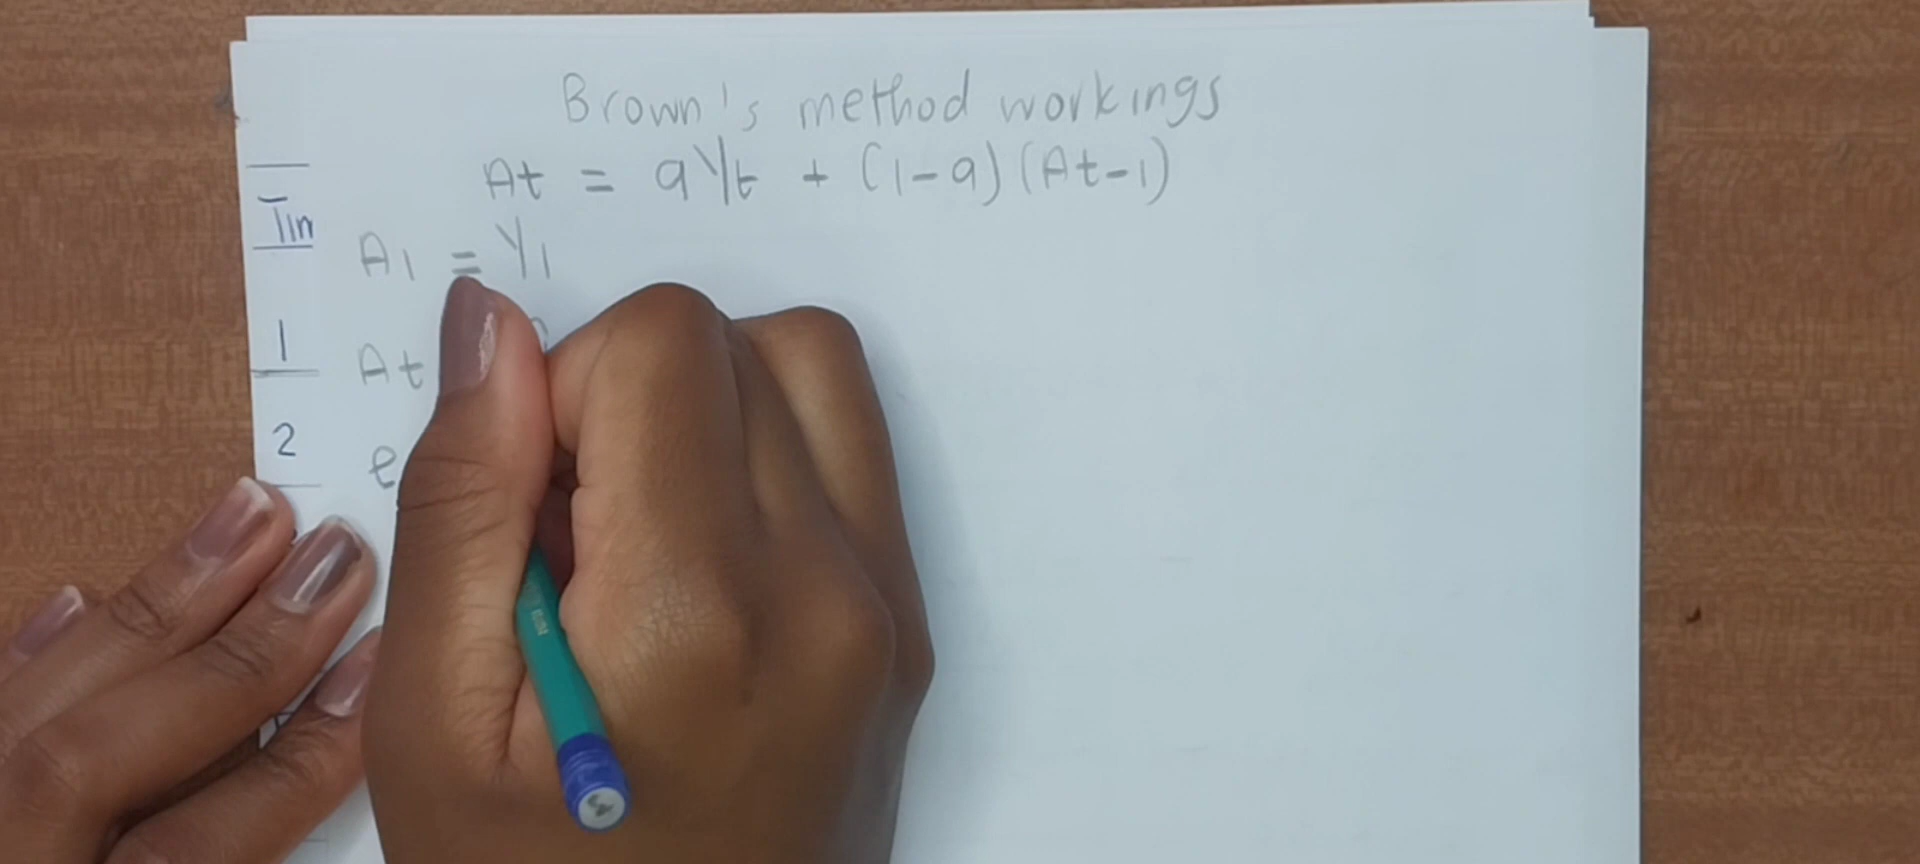 Brown's method workings
At = aYt + (1-a)(At-1)
Tim
A1 = Y1
1
At
2
e